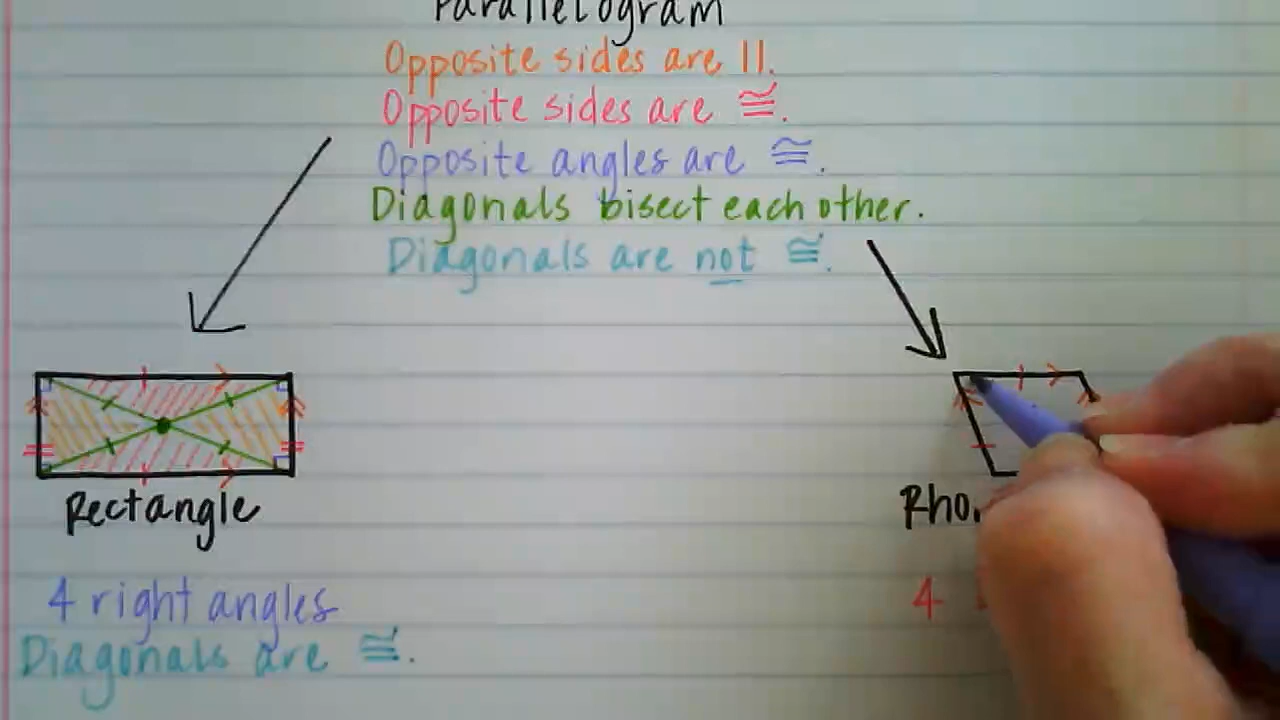 Parallelogram
Opposite sides are ||.
Opposite sides are ≅.
Opposite angles are ≅.
Diagonals bisect each other.
Diagonals are not ≅.
Rectangle
Rho
4 right angles
4
Diagonals are ≅.